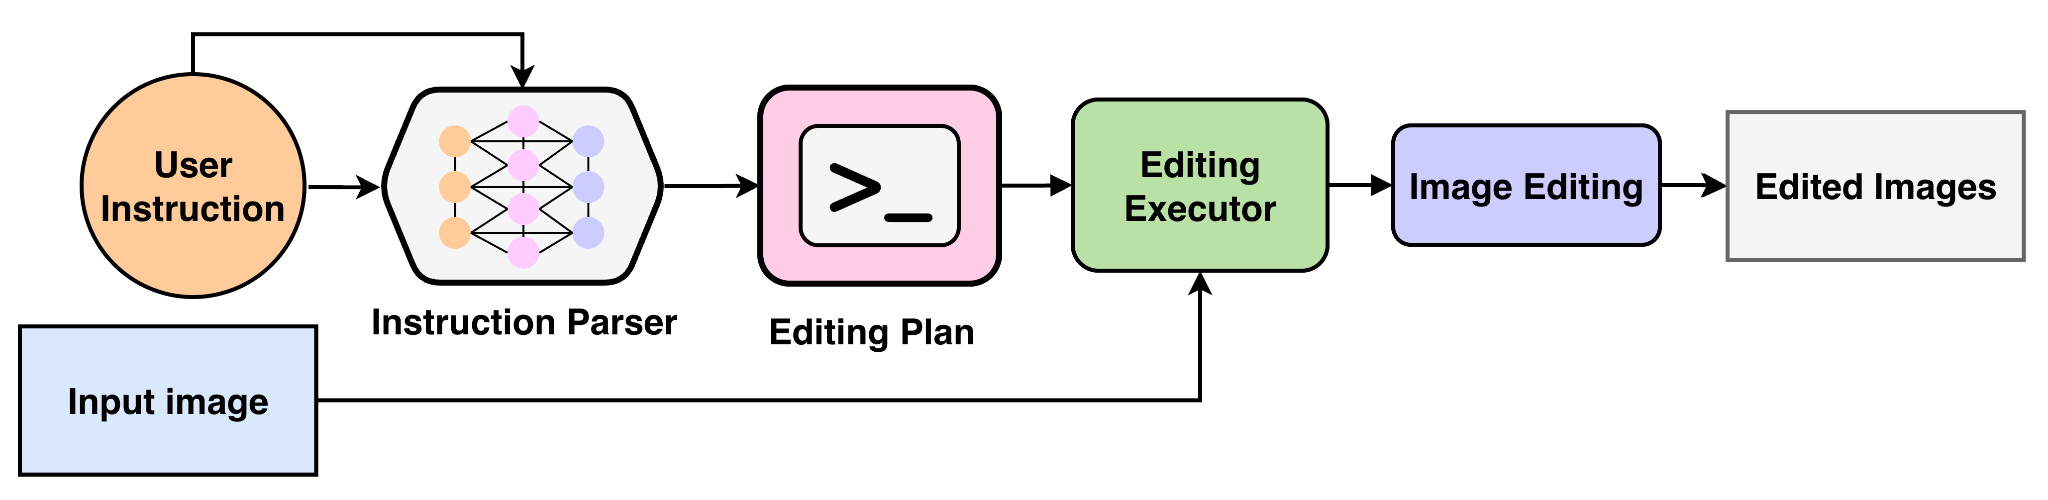 User
Instruction
Instruction Parser
>_
Editing Plan
Editing
Executor
Image Editing
Edited Images
Input image